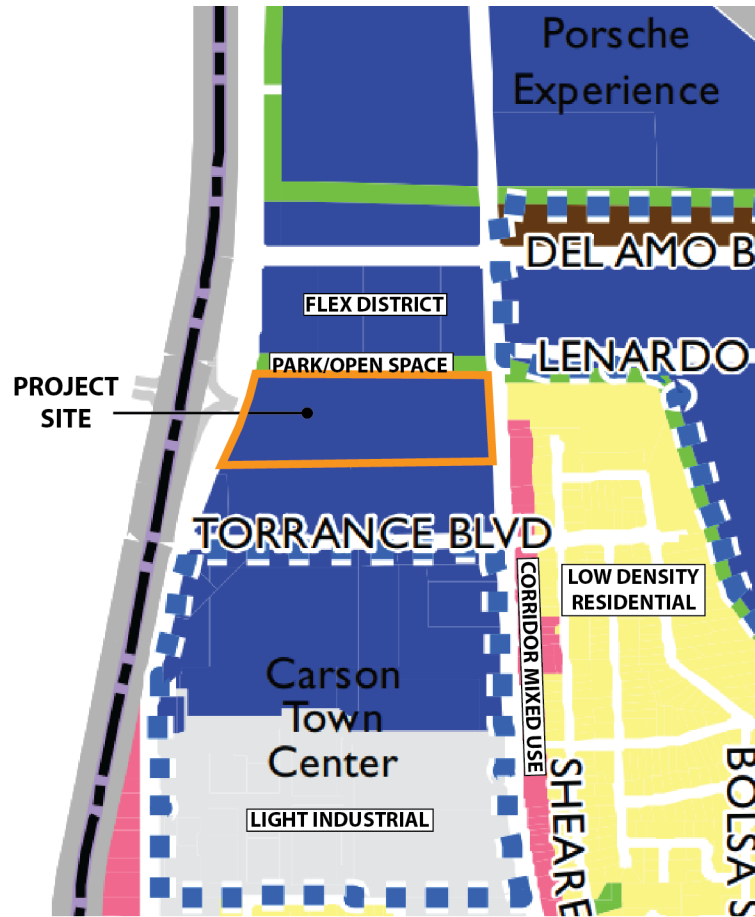 Porsche
Experience
DEL AMO B
FLEX DISTRICT
LENARDO
PARK/OPEN SPACE
PROJECT
SITE
TORRANCE BLVD
CORRIDOR MIXED USE
LOW DENSITY
RESIDENTIAL
Carson
Town
Center
LIGHT INDUSTRIAL
SHEARE
BOLSA S